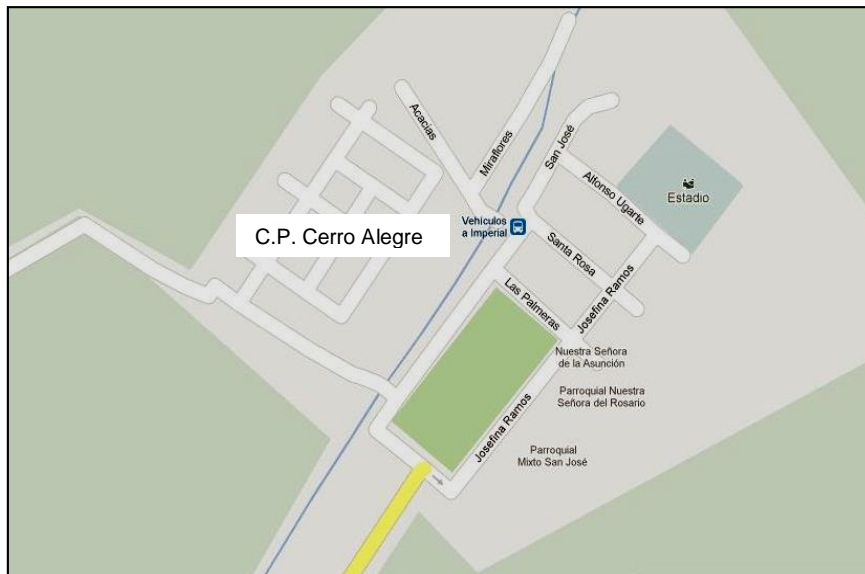 Acacias
Miraflores
San José
Alfonso Ugarte
Estadio
C.P. Cerro Alegre
Vehículos
a Imperial
Santa Rosa
Las Palmeras
Josefina Ramos
Nuestra Señora
de la Asunción
Parroquial Nuestra
Señora del Rosario
Josefina Ramos
Parroquial
Mixto San José